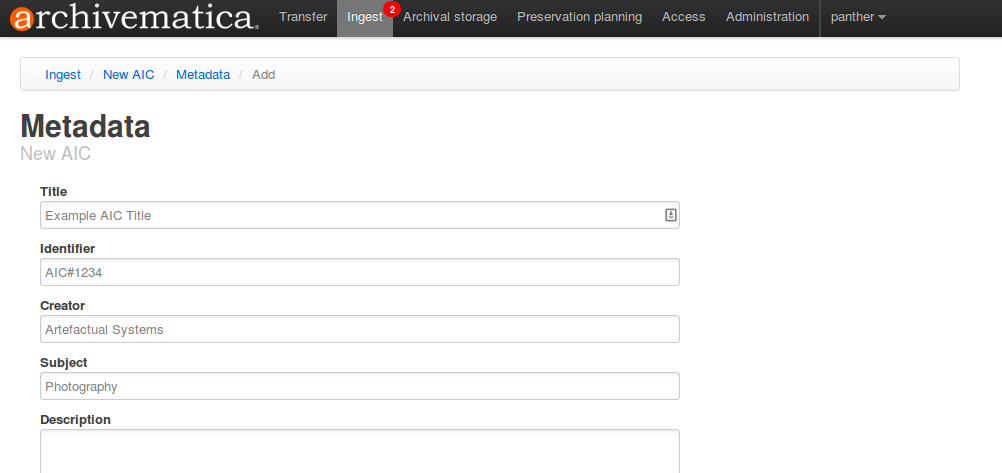 archivematica. Transfer Ingest 2 Archival storage Preservation planning Access Administration panther
Ingest / New AIC / Metadata / Add
Metadata
New AIC
Title
Example AIC Title
Identifier
AIC#1234
Creator
Artefactual Systems
Subject
Photography
Description